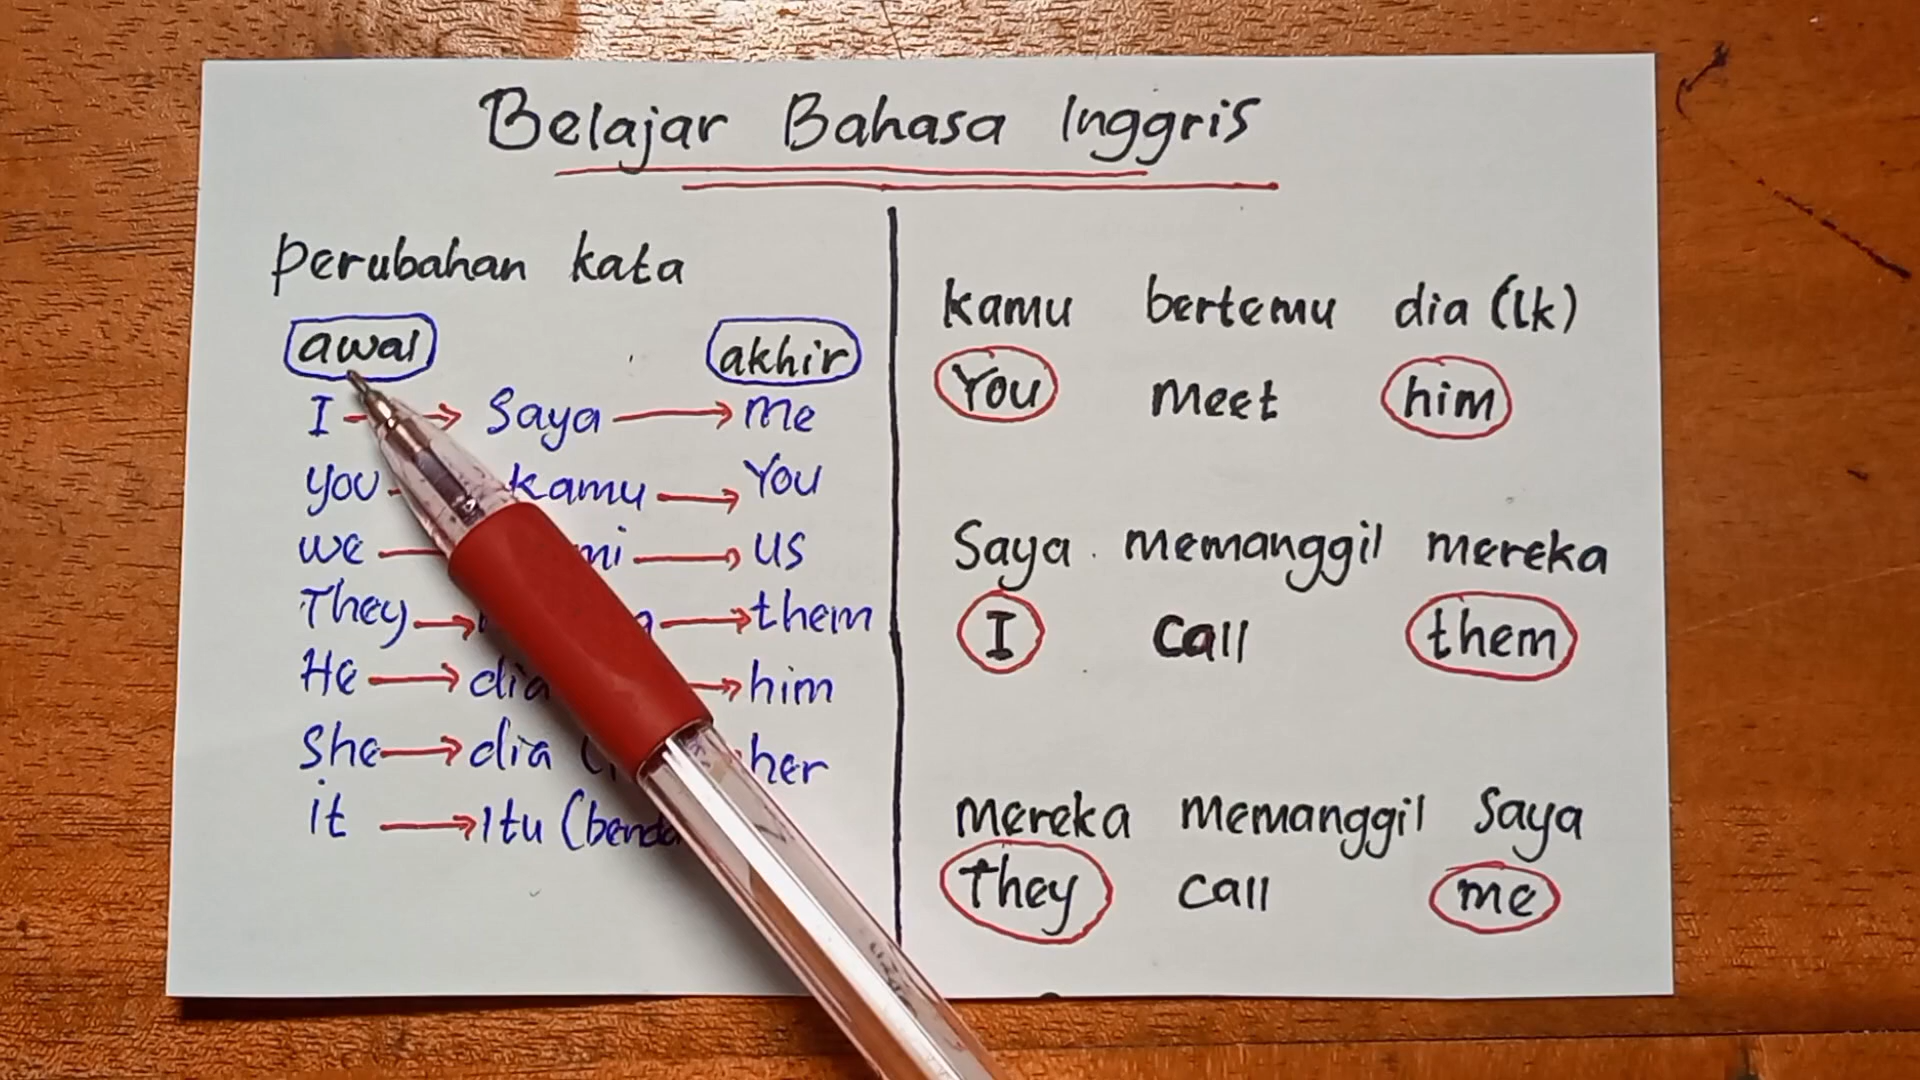 Belajar Bahasa Inggris
perubahan kata
awal akhir
I saya me
you kamu You
we us
They them
He dia him
she dia her
it Itu
kamu bertemu dia (lk)
You meet him
Saya memanggil mereka
I call them
mereka memanggil saya
they call me